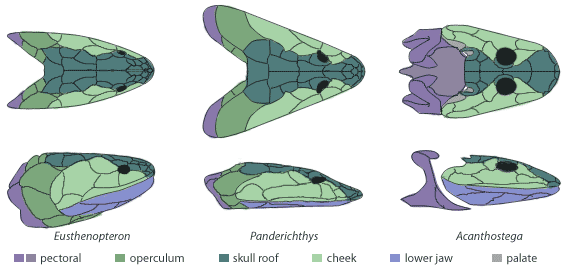 Eusthenopteron Panderichthys Acanthostega
pectoral operculum skull roof cheek lower jaw palate